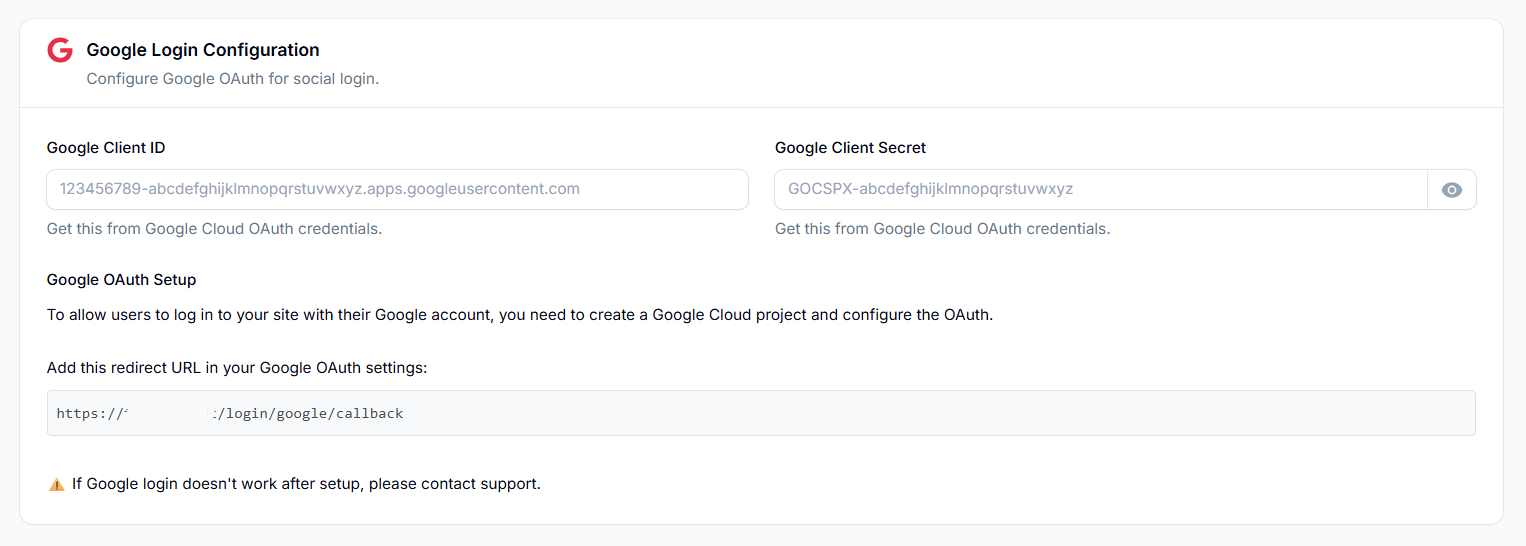 Google Login Configuration
Configure Google OAuth for social login.
Google Client ID
Google Client Secret
123456789-abcdefghijklmnopqrstuvwxyz.apps.googleusercontent.com
GOCSPX-abcdefghijklmnopqrstuvwxyz
Get this from Google Cloud OAuth credentials.
Get this from Google Cloud OAuth credentials.
Google OAuth Setup
To allow users to log in to your site with their Google account, you need to create a Google Cloud project and configure the OAuth.
Add this redirect URL in your Google OAuth settings:
https:// /login/google/callback
If Google login doesn't work after setup, please contact support.